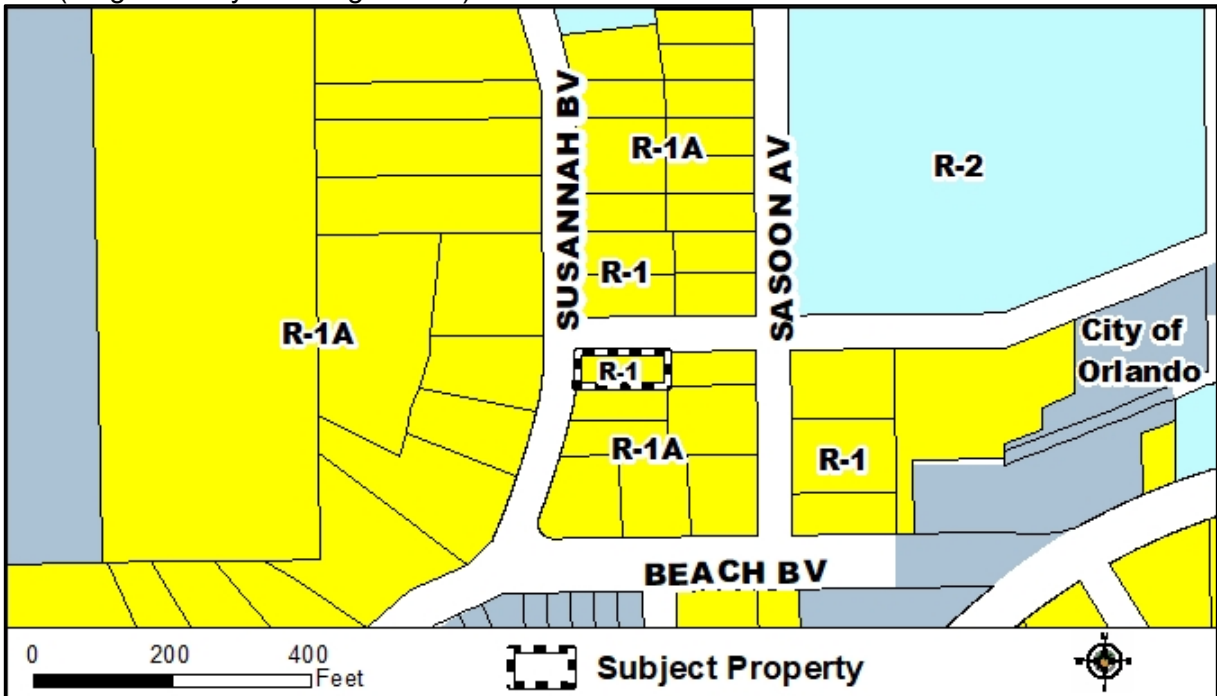 R-1A
R-2
SUSANNAH BV
SASOON AV
R-1
R-1A
City of
Orlando
R-1
R-1A
R-1
BEACH BV
0 200 400
Feet
Subject Property
N